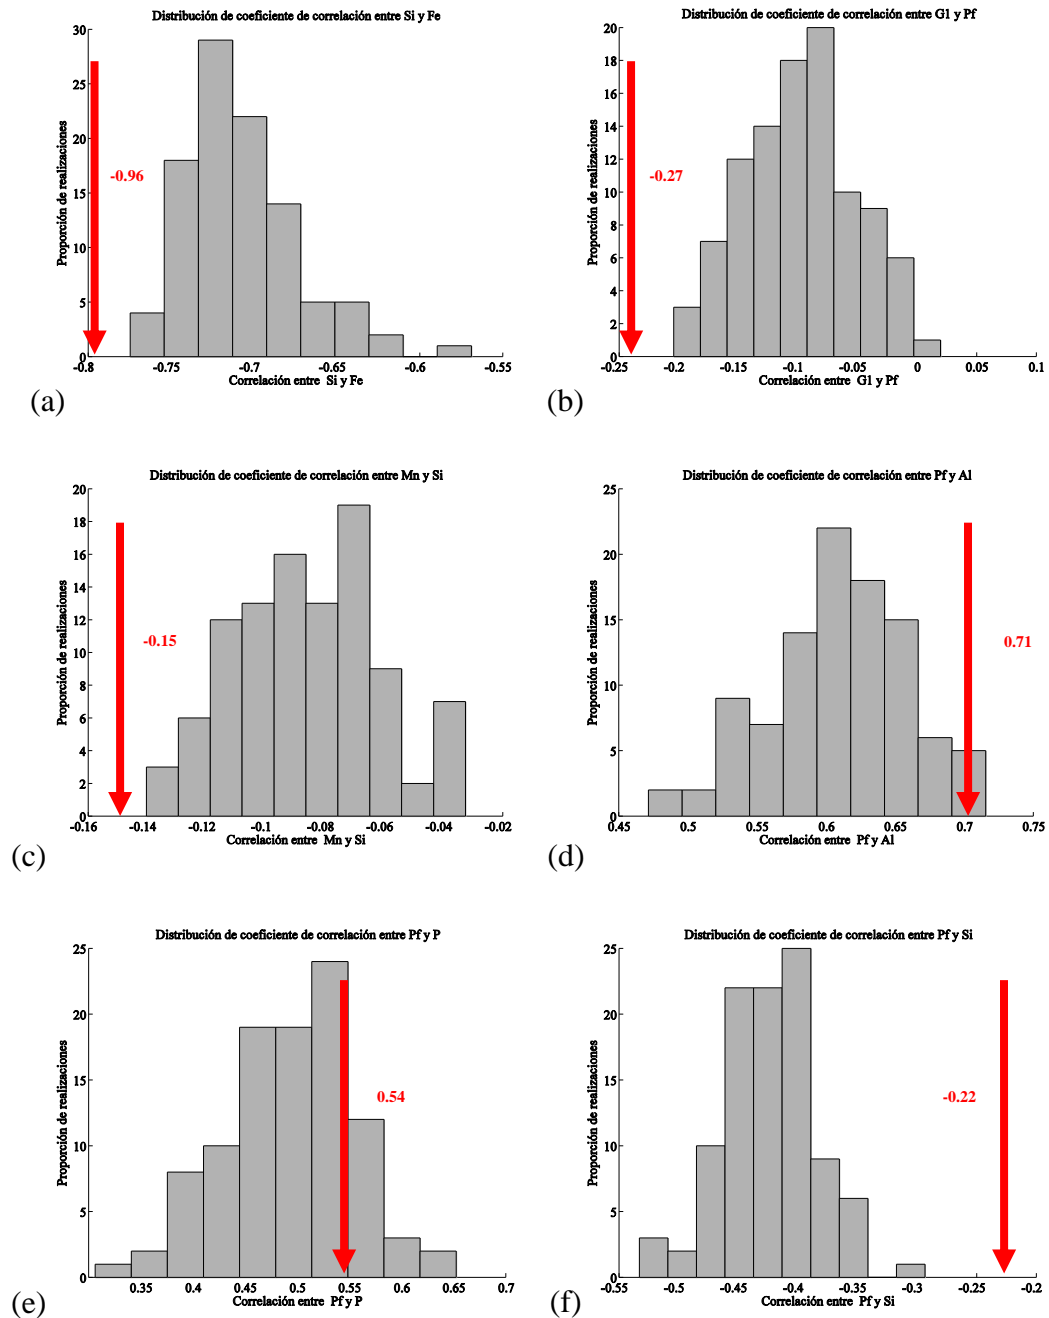 Distribución de coeficiente de correlación entre Si y Fe
Proporción de realizaciones
30
25
20
15
10
5
0
-0.96
-0.8 -0.75 -0.7 -0.65 -0.6 -0.55
Correlación entre Si y Fe
(a)
Distribución de coeficiente de correlación entre G1 y Pf
Proporción de realizaciones
20
18
16
14
12
10
8
6
4
2
0
-0.27
-0.25 -0.2 -0.15 -0.1 -0.05 0 0.05 0.1
Correlación entre G1 y Pf
(b)
Distribución de coeficiente de correlación entre Mn y Si
Proporción de realizaciones
20
18
16
14
12
10
8
6
4
2
0
-0.15
-0.16 -0.14 -0.12 -0.1 -0.08 -0.06 -0.04 -0.02
Correlación entre Mn y Si
(c)
Distribución de coeficiente de correlación entre Pf y Al
Proporción de realizaciones
25
20
15
10
5
0
0.71
0.45 0.5 0.55 0.6 0.65 0.7 0.75
Correlación entre Pf y Al
(d)
Distribución de coeficiente de correlación entre Pf y P
Proporción de realizaciones
25
20
15
10
5
0
0.54
0.35 0.4 0.45 0.5 0.55 0.6 0.65 0.7
Correlación entre Pf y P
(e)
Distribución de coeficiente de correlación entre Pf y Si
Proporción de realizaciones
25
20
15
10
5
0
-0.22
-0.55 -0.5 -0.45 -0.4 -0.35 -0.3 -0.25 -0.2
Correlación entre Pf y Si
(f)